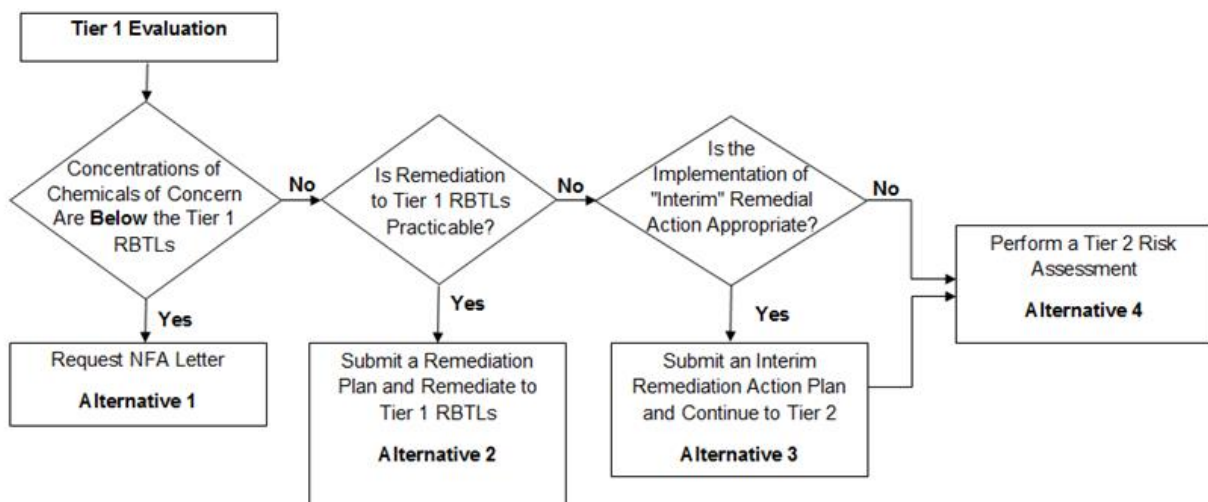 Tier 1 Evaluation
Concentrations of
Chemicals of Concern
Are Below the Tier 1
RBTLs
No
Yes
Request NFA Letter
Alternative 1
Is Remediation
to Tier 1 RBTLs
Practicable?
No
Yes
Submit a Remediation
Plan and Remediate to
Tier 1 RBTLs
Alternative 2
Is the
Implementation of
"Interim" Remedial
Action Appropriate?
No
Yes
Submit an Interim
Remediation Action Plan
and Continue to Tier 2
Alternative 3
Perform a Tier 2 Risk
Assessment
Alternative 4